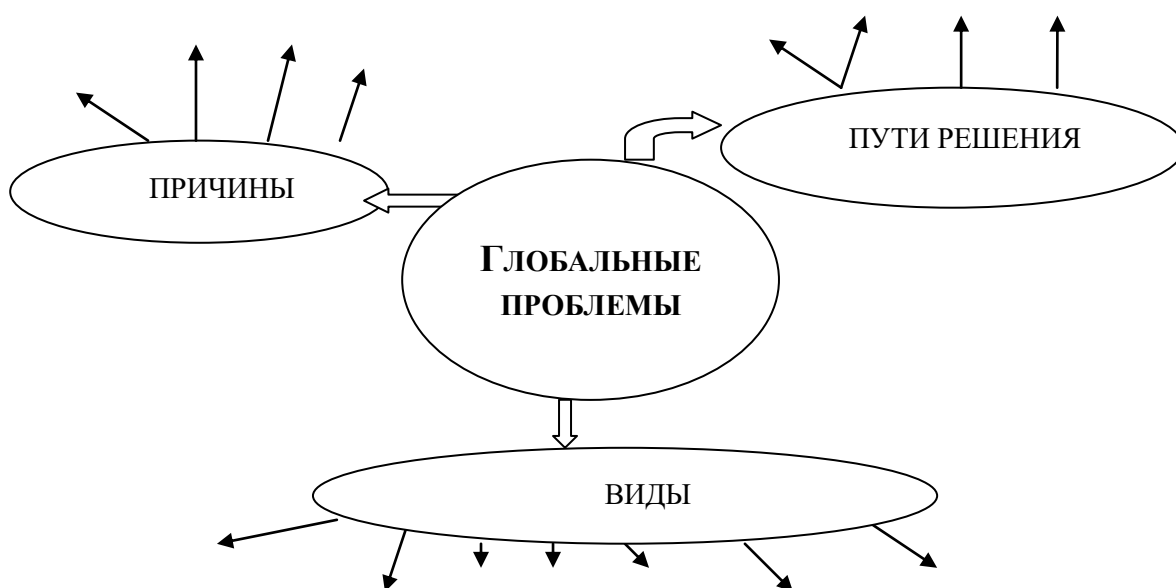 ПУТИ РЕШЕНИЯ
ПРИЧИНЫ
ГЛОБАЛЬНЫЕ
ПРОБЛЕМЫ
ВИДЫ